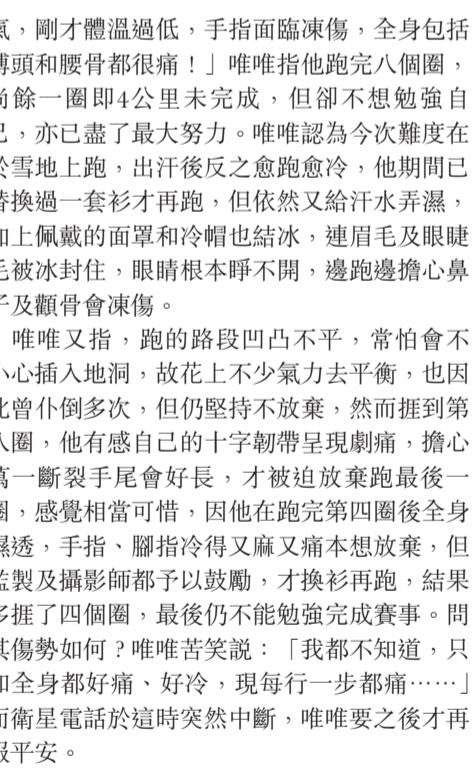 氣，剛才體溫過低，手指面臨凍傷，全身包括
膊頭和腰骨都很痛！」唯唯指他跑完八個圈，
尚餘一圈即4公里未完成，但卻不想勉強自
己，亦已盡了最大努力。唯唯認為今次難度在
於雪地上跑，出汗後反之愈跑愈冷，他期間已
替換過一套衫才再跑，但依然又給汗水弄濕，
加上佩戴的面罩和冷帽也結冰，連眉毛及眼睫
毛被冰封住，眼睛根本睜不開，邊跑邊擔心鼻
子及顴骨會凍傷。
唯唯又指，跑的路段凹凸不平，常怕會不
小心插入地洞，故花上不少氣力去平衡，也因
此曾仆倒多次，但仍堅持不放棄，然而捱到第
八圈，他有感自己的十字韌帶呈現劇痛，擔心
萬一斷裂手尾會好長，才被迫放棄跑最後一
圈，感覺相當可惜，因他在跑完第四圈後全身
濕透，手指、腳指冷得又麻又痛本想放棄，但
監製及攝影師都予以鼓勵，才換衫再跑，結果
多捱了四個圈，最後仍不能勉強完成賽事。問
其傷勢如何？唯唯苦笑説：「我都不知道，只
知全身都好痛、好冷，現每行一步都痛……」
而衛星電話於這時突然中斷，唯唯要之後才再
報平安。